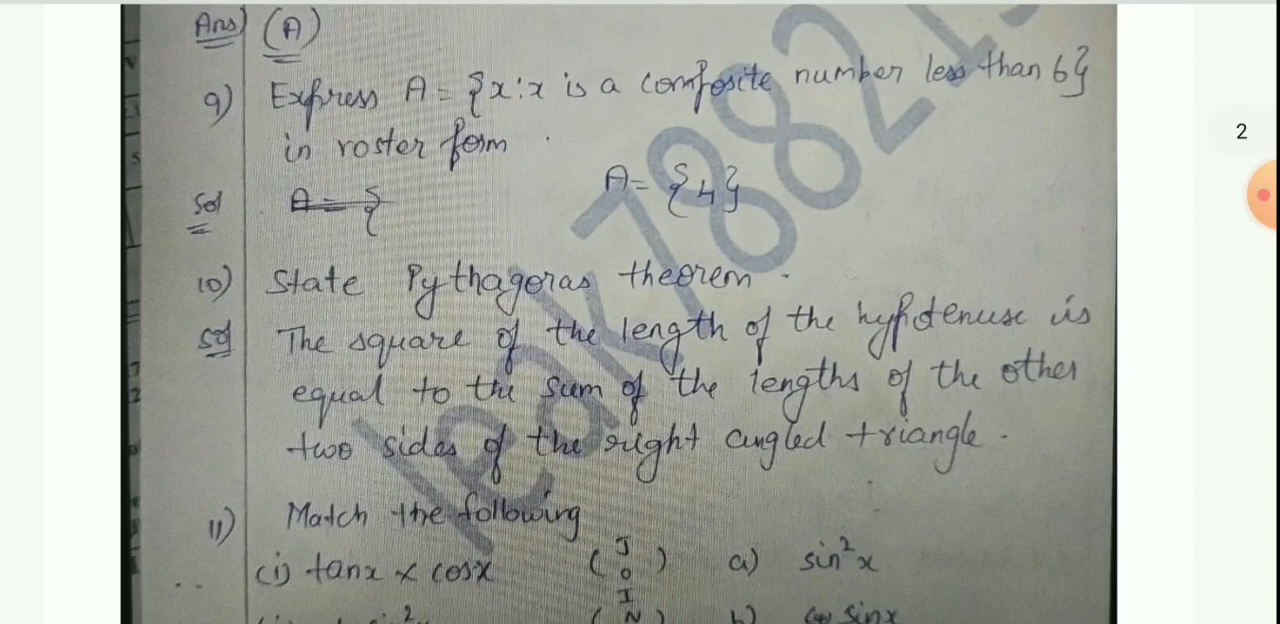 Ans) (A)
9) Express A = {x:x is a composite number less than 6}
in roster form.
Sol A = {
A = {4}
10) State Pythagoras theorem.
Sol The square of the length of the hypotenuse is
equal to the sum of the lengths of the other
two sides of the right angled triangle.
11) Match the following
(i) tanx x cosx (J) a) sin²x
O
I
N) b) sinx
2
leak78821